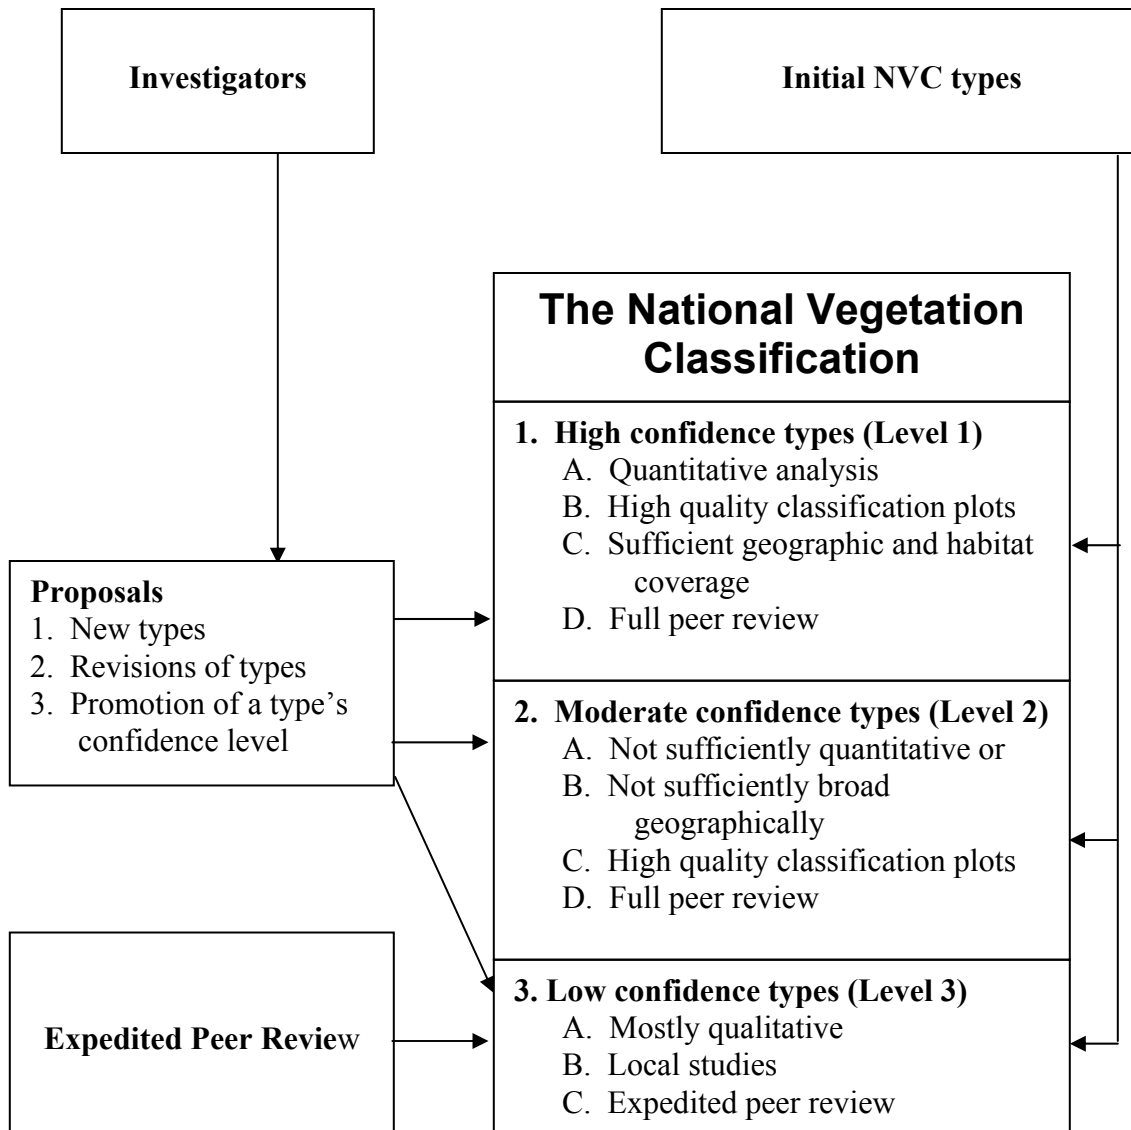 Investigators
Initial NVC types
The National Vegetation
Classification
1. High confidence types (Level 1)
A. Quantitative analysis
B. High quality classification plots
C. Sufficient geographic and habitat
coverage
D. Full peer review
Proposals
1. New types
2. Revisions of types
3. Promotion of a type’s
confidence level
2. Moderate confidence types (Level 2)
A. Not sufficiently quantitative or
B. Not sufficiently broad
geographically
C. High quality classification plots
D. Full peer review
Expedited Peer Review
3. Low confidence types (Level 3)
A. Mostly qualitative
B. Local studies
C. Expedited peer review